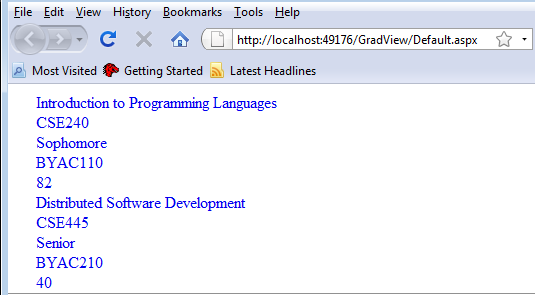 File Edit View History Bookmarks Tools Help
http://localhost:49176/GradView/Default.aspx
Most Visited Getting Started Latest Headlines
Introduction to Programming Languages
CSE240
Sophomore
BYAC110
82
Distributed Software Development
CSE445
Senior
BYAC210
40